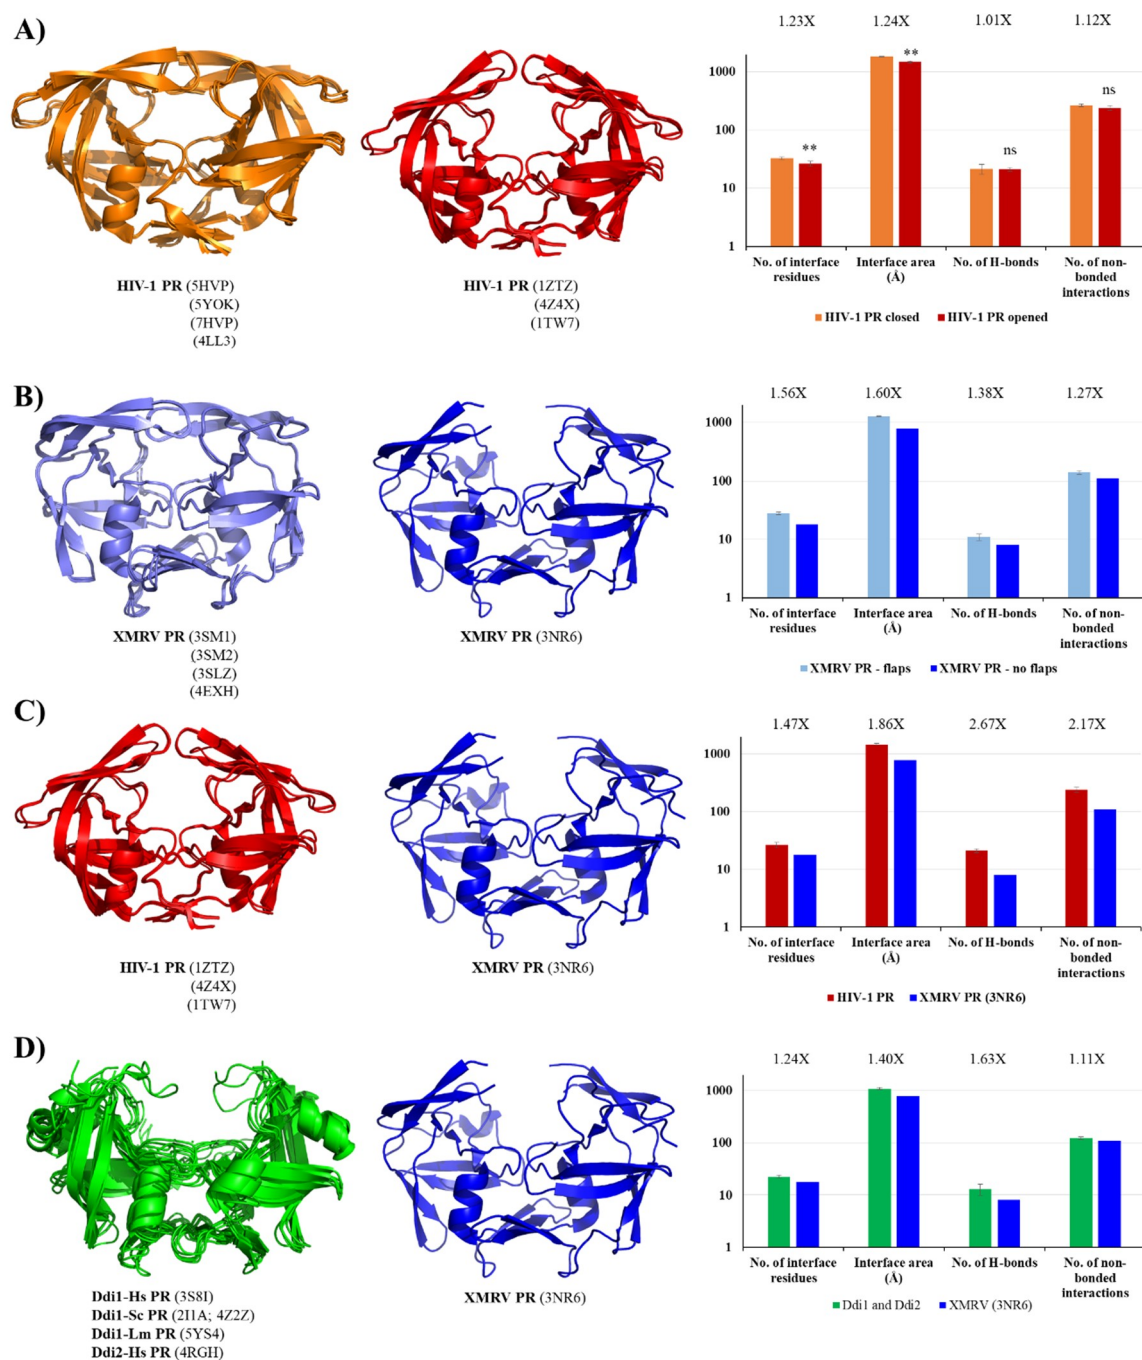 A)
1.23X 1.24X 1.01X 1.12X
1000
100
10
1
** ** ns ns
No. of interface residues
Interface area (Å)
No. of H-bonds
No. of non-bonded interactions
HIV-1 PR closed HIV-1 PR opened
HIV-1 PR (5HVP)
(5YOK)
(7HVP)
(4LL3)
HIV-1 PR (1ZTZ)
(4Z4X)
(1TW7)
B)
1.56X 1.60X 1.38X 1.27X
1000
100
10
1
No. of interface residues
Interface area (Å)
No. of H-bonds
No. of non-bonded interactions
XMRV PR - flaps XMRV PR - no flaps
XMRV PR (3SM1)
(3SM2)
(3SLZ)
(4EXH)
XMRV PR (3NR6)
C)
1.47X 1.86X 2.67X 2.17X
1000
100
10
1
No. of interface residues
Interface area (Å)
No. of H-bonds
No. of non-bonded interactions
HIV-1 PR XMRV PR (3NR6)
HIV-1 PR (1ZTZ)
(4Z4X)
(1TW7)
XMRV PR (3NR6)
D)
1.24X 1.40X 1.63X 1.11X
1000
100
10
1
No. of interface residues
Interface area (Å)
No. of H-bonds
No. of non-bonded interactions
Ddi1 and Ddi2 XMRV (3NR6)
Ddi1-Hs PR (3S8I)
Ddi1-Sc PR (2I1A; 4Z2Z)
Ddi1-Lm PR (5YS4)
Ddi2-Hs PR (4RGH)
XMRV PR (3NR6)